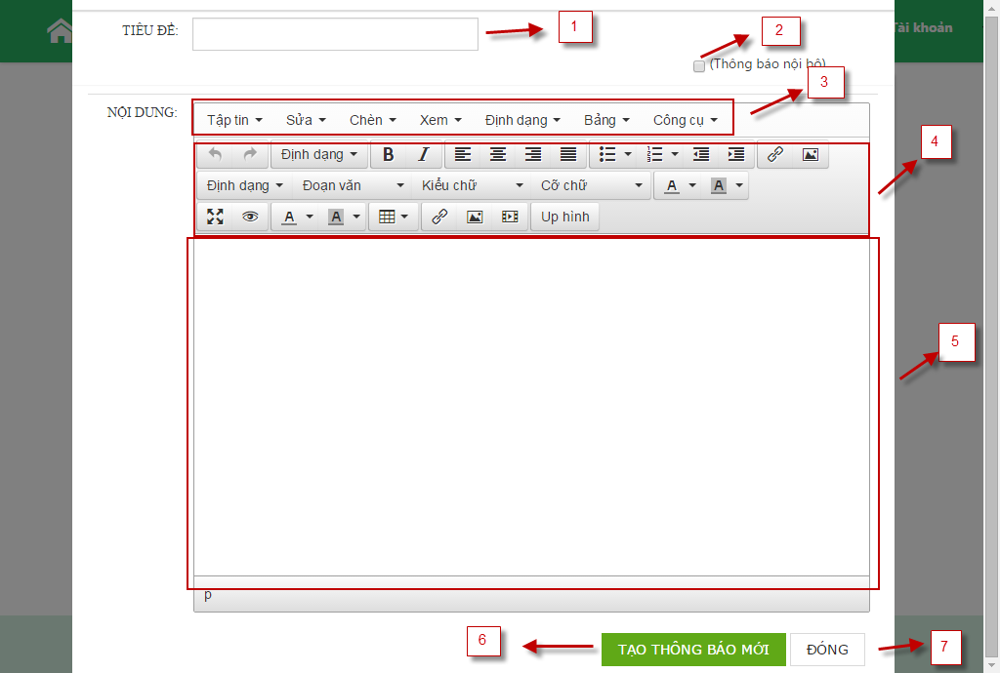 Tài khoản
TIÊU ĐỀ:
1
2
(Thông báo nội bộ)
3
NỘI DUNG:
Tập tin Sửa Chèn Xem Định dạng Bảng Công cụ
4
Định dạng B I
Định dạng Đoạn văn Kiểu chữ Cỡ chữ A A
A A Up hình
5
p
6
TẠO THÔNG BÁO MỚI ĐÓNG
7